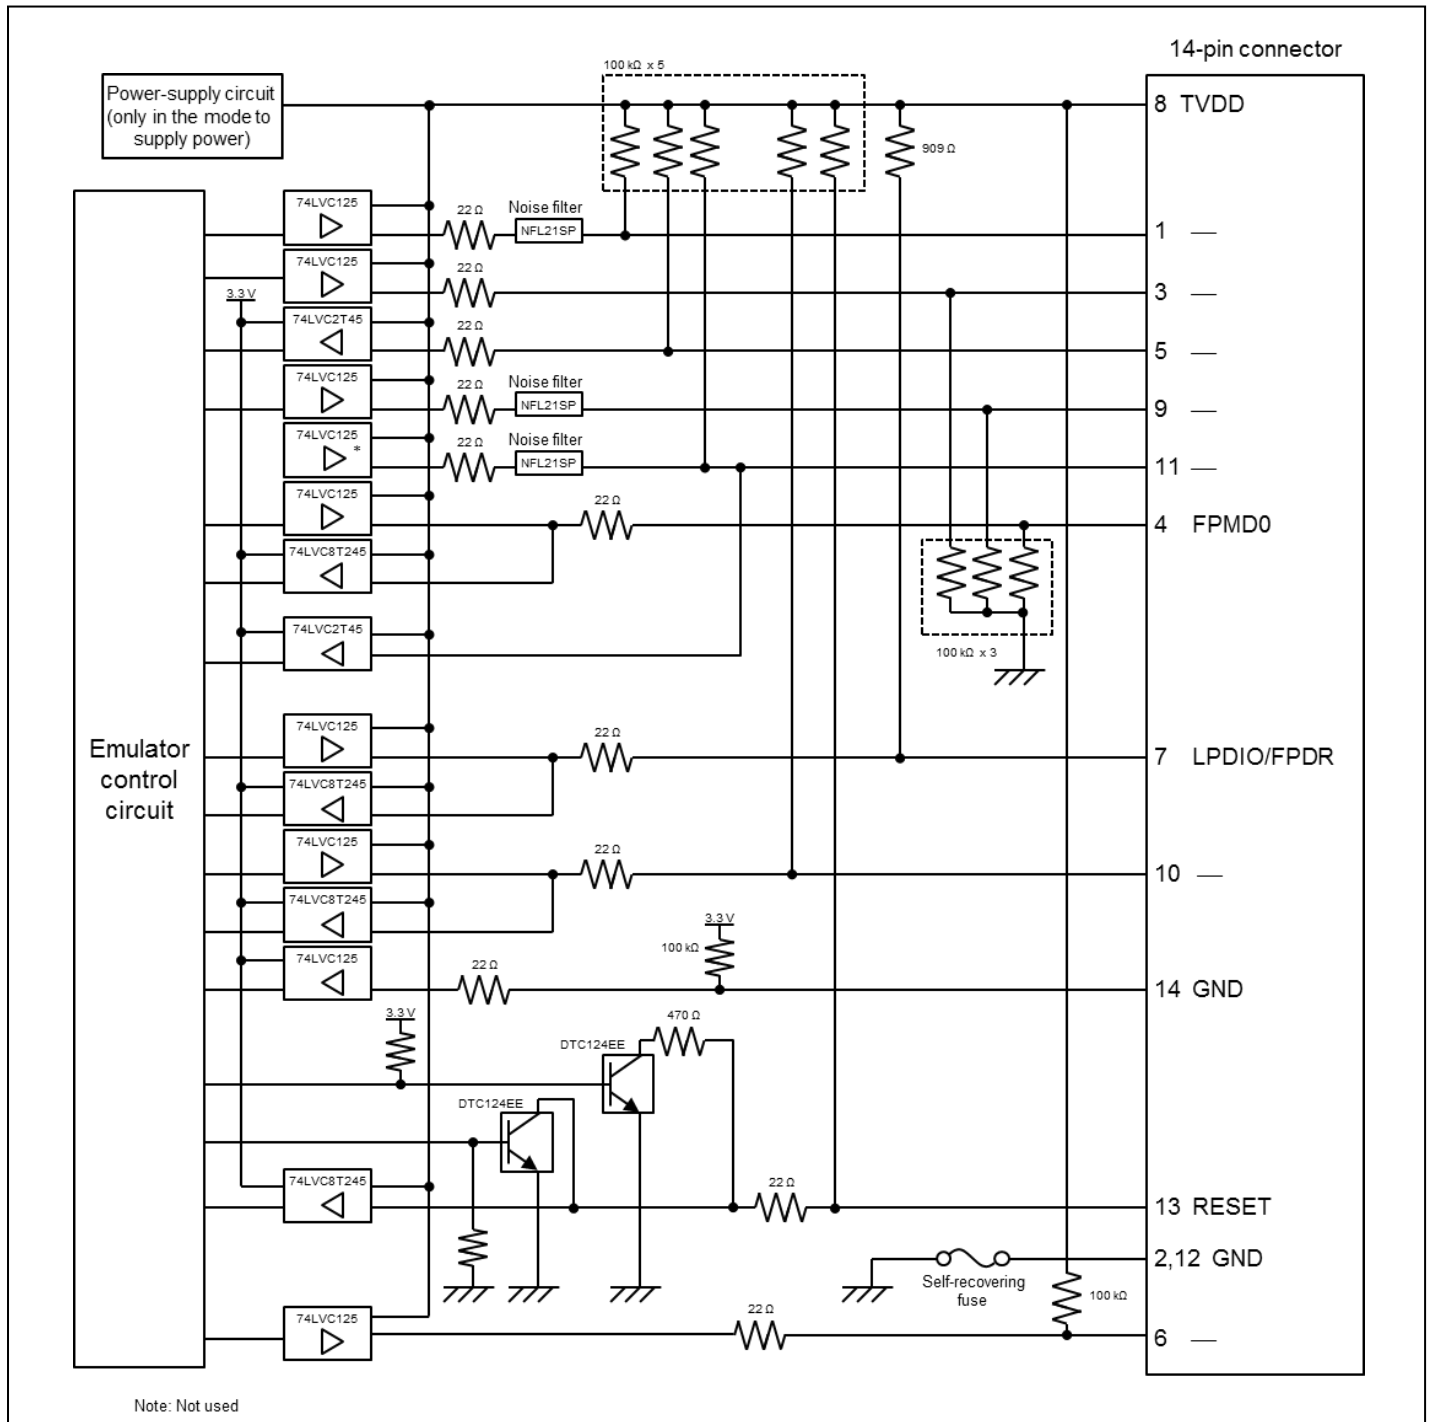 14-pin connector
100 kΩ x 5
Power-supply circuit
(only in the mode to
supply power)
8 TVDD
909 Ω
74LVC125
22 Ω
Noise filter
NFL21SP
1 —
74LVC125
22 Ω
3 —
3.3 V
74LVC2T45
22 Ω
5 —
74LVC125
22 Ω
Noise filter
NFL21SP
9 —
74LVC125
*
22 Ω
Noise filter
NFL21SP
11 —
74LVC125
22 Ω
4 FPMD0
74LVC8T245
74LVC2T45
100 kΩ x 3
Emulator
control
circuit
74LVC125
22 Ω
7 LPDIO/FPDR
74LVC8T245
74LVC125
22 Ω
10 —
74LVC8T245
3.3 V
100 kΩ
74LVC125
22 Ω
14 GND
3.3 V
470 Ω
DTC124EE
DTC124EE
74LVC8T245
22 Ω
13 RESET
2,12 GND
Self-recovering
fuse
100 kΩ
74LVC125
22 Ω
6 —
Note: Not used